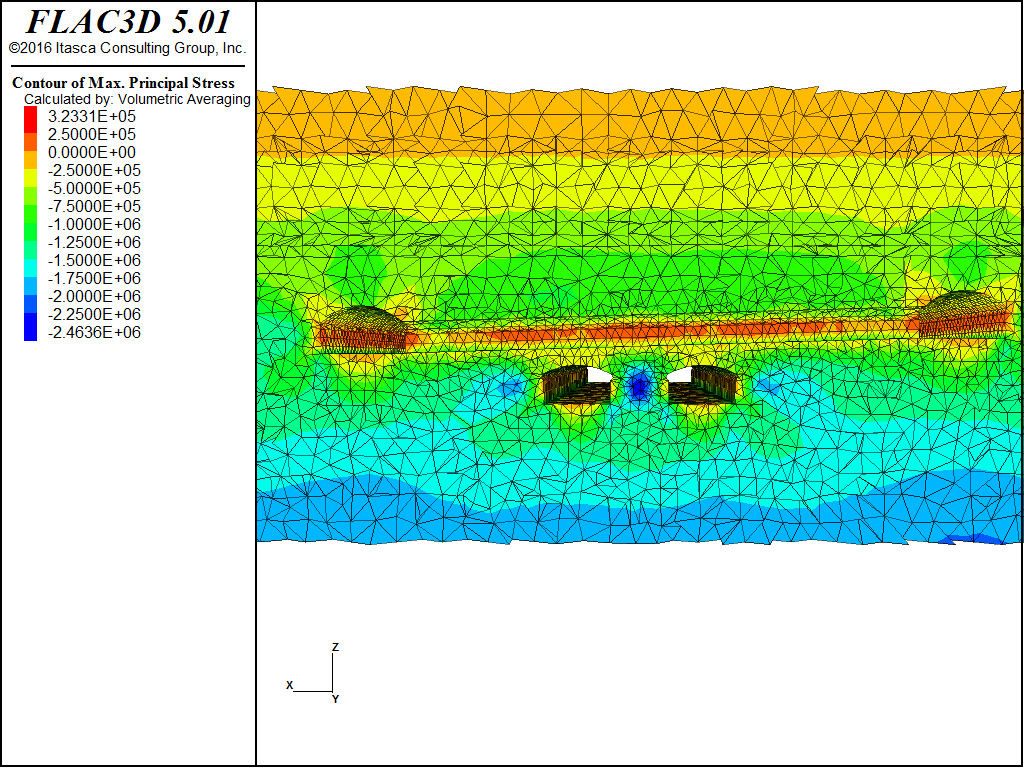 FLAC3D 5.01
©2016 Itasca Consulting Group, Inc.
Contour of Max. Principal Stress
Calculated by: Volumetric Averaging
3.2331E+05
2.5000E+05
0.0000E+00
-2.5000E+05
-5.0000E+05
-7.5000E+05
-1.0000E+06
-1.2500E+06
-1.5000E+06
-1.7500E+06
-2.0000E+06
-2.2500E+06
-2.4636E+06
Z
X
Y